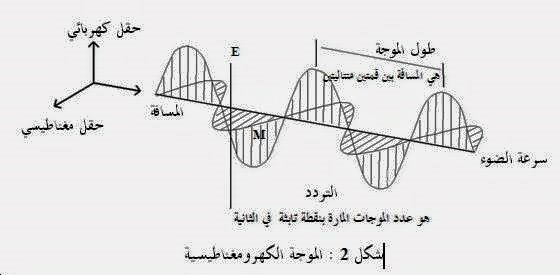 حقل كهربائي
E
طول الموجة
هي المسافة بين قمتين متتاليتين
المسافة
حقل مغناطيسي
M
سرعة الضوء
التردد
هو عدد الموجات المارة بنقطة ثابتة في الثانية
شكل 2 : الموجة الكهرومغناطيسية